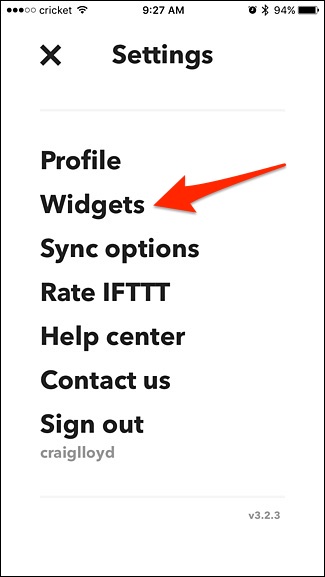 cricket 9:27 AM 94%
Settings
Profile
Widgets
Sync options
Rate IFTTT
Help center
Contact us
Sign out
craiglloyd
v3.2.3